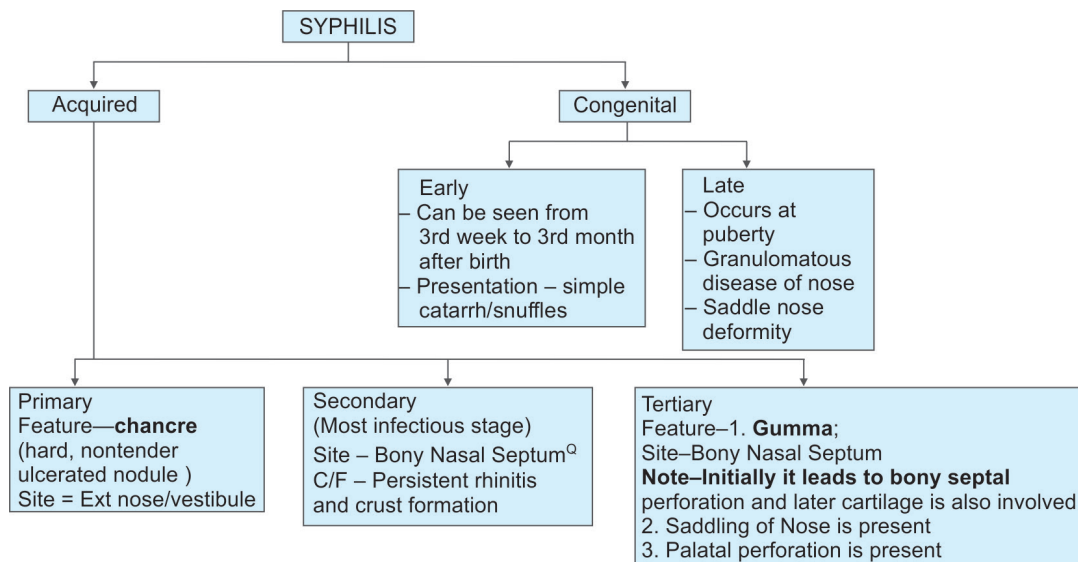 SYPHILIS
Acquired
Congenital
Early
– Can be seen from
3rd week to 3rd month
after birth
– Presentation – simple
catarrh/snuffles
Late
– Occurs at
puberty
– Granulomatous
disease of nose
– Saddle nose
deformity
Primary
Feature—chancre
(hard, nontender
ulcerated nodule )
Site = Ext nose/vestibule
Secondary
(Most infectious stage)
Site – Bony Nasal SeptumQ
C/F – Persistent rhinitis
and crust formation
Tertiary
Feature–1. Gumma;
Site–Bony Nasal Septum
Note–Initially it leads to bony septal
perforation and later cartilage is also involved
2. Saddling of Nose is present
3. Palatal perforation is present